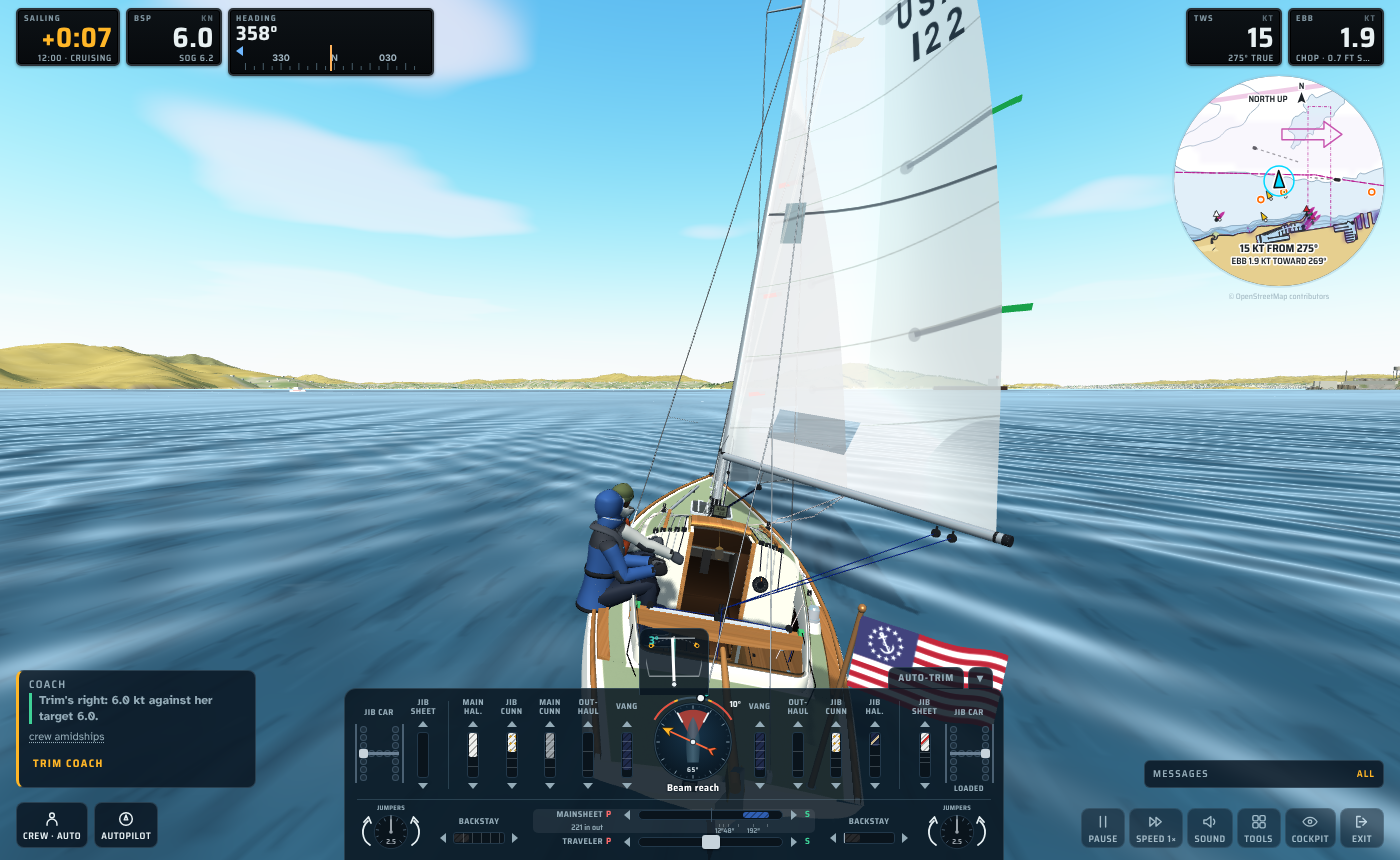 SAILING
+0:07
12:00 · CRUISING
BSP KN
6.0
SOG 6.2
HEADING
358°
330 N 030
TWS KT
15
275° TRUE
EBB KT
1.9
CHOP · 0.7 FT S…
USA
122
NORTH UP N
15 KT FROM 275°
EBB 1.9 KT TOWARD 269°
© OpenStreetMap contributors
COACH
Trim's right: 6.0 kt against her
target 6.0.
crew amidships
TRIM COACH
CREW · AUTO
AUTOPILOT
3°
AUTO-TRIM ▼
JIB CAR
JIB SHEET
MAIN HAL.
JIB CUNN
MAIN CUNN
OUT-HAUL
VANG
10°
65°
Beam reach
VANG
OUT-HAUL
JIB CUNN
JIB HAL.
JIB SHEET
JIB CAR
LOADED
JUMPERS
2.5
BACKSTAY
MAINSHEET P S
221 in out
12'48" 192"
TRAVELER P S
BACKSTAY
JUMPERS
2.5
MESSAGES ALL
PAUSE
SPEED 1×
SOUND
TOOLS
COCKPIT
EXIT